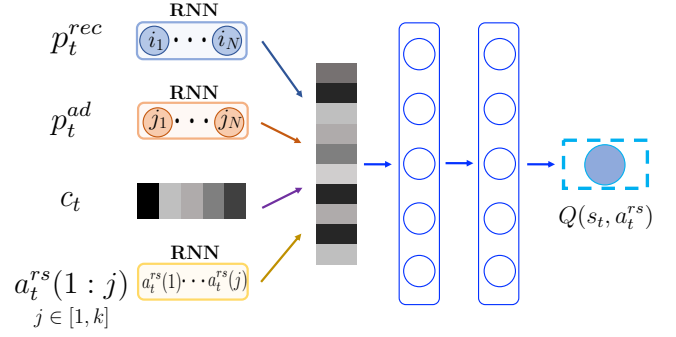 RNN
p_t^{rec} i_1 · · · i_N
RNN
p_t^{ad} j_1 · · · j_N
c_t
RNN
a_t^{rs}(1 : j) a_t^{rs}(1) · · · a_t^{rs}(j)
j ∈ [1, k]
Q(s_t, a_t^{rs})